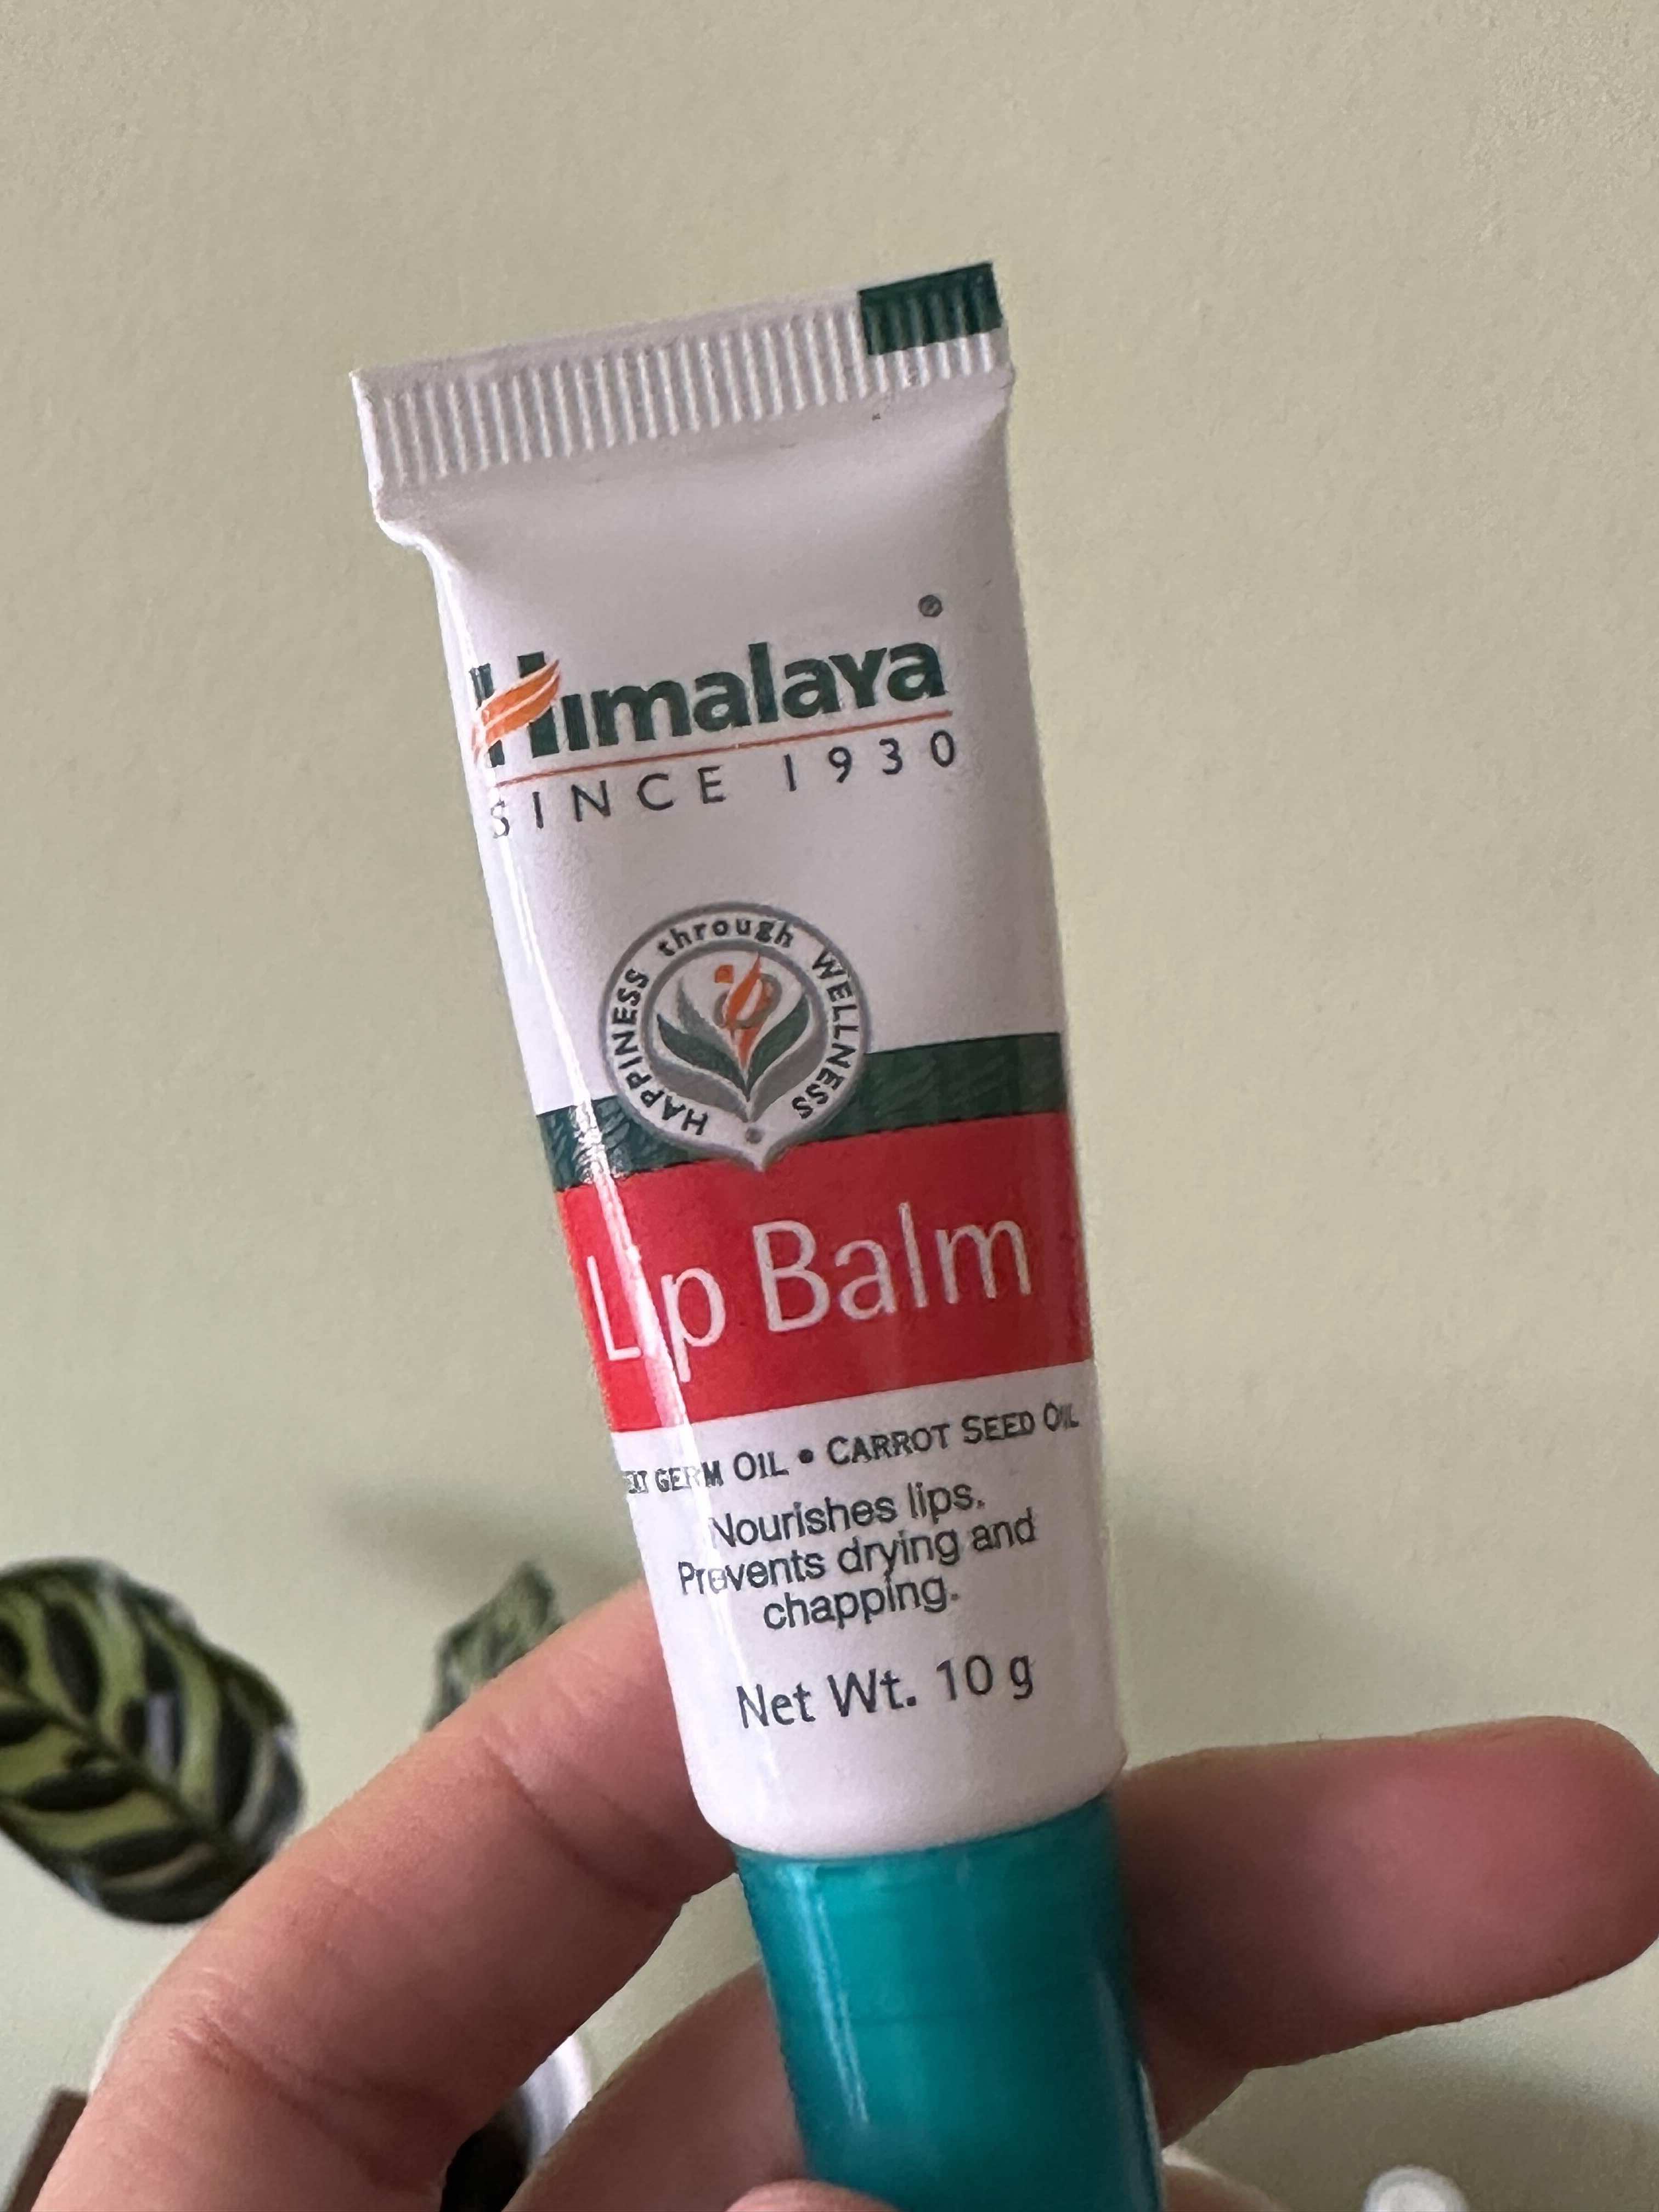 Himalaya®
SINCE 1930
HAPPINESS through WELLNESS
Lip Balm
GERM OIL • CARROT SEED OIL
Nourishes lips.
Prevents drying and
chapping.
Net Wt. 10 g